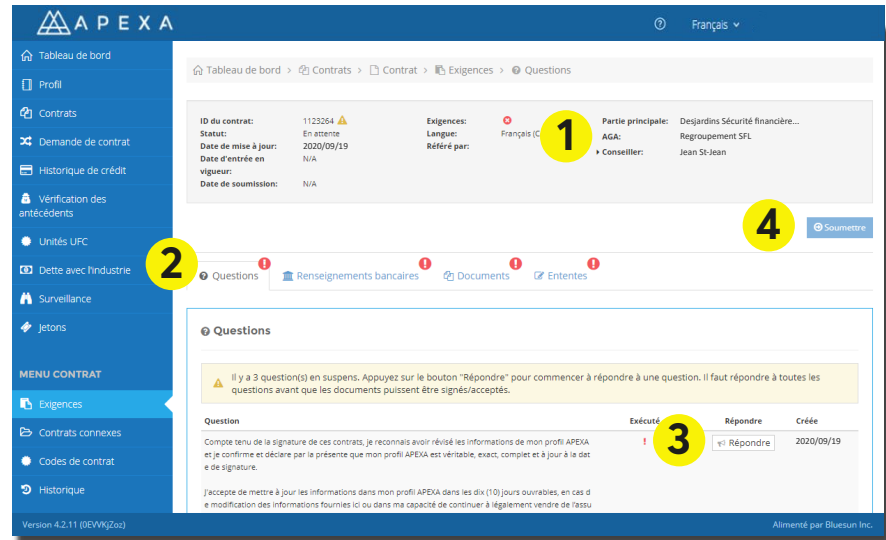 APEXA
Français
Tableau de bord
Profil
Contrats
Demande de contrat
Historique de crédit
Vérification des
antécédents
Unités UFC
Dette avec l'industrie
Surveillance
Jetons
MENU CONTRAT
Exigences
Contrats connexes
Codes de contrat
Historique
Tableau de bord > Contrats > Contrat > Exigences > Questions
ID du contrat: 1123264
Statut: En attente
Date de mise à jour: 2020/09/19
Date d'entrée en N/A
vigueur:
Date de soumission: N/A
Exigences:
Langue: Français (C
Référé par:
1
Partie principale: Desjardins Sécurité financière...
AGA: Regroupement SFL
Conseiller: Jean St-Jean
4
Soumettre
2
Questions
Renseignements bancaires
Documents
Ententes
Questions
Il y a 3 question(s) en suspens. Appuyez sur le bouton "Répondre" pour commencer à répondre à une question. Il faut répondre à toutes les
questions avant que les documents puissent être signés/acceptés.
Question Exécuté Répondre Créée
Compte tenu de la signature de ces contrats, je reconnais avoir révisé les informations de mon profil APEXA
et je confirme et déclare par la présente que mon profil APEXA est véritable, exact, complet et à jour à la dat
e de signature.
! 3 Répondre 2020/09/19
J'accepte de mettre à jour les informations dans mon profil APEXA dans les dix (10) jours ouvrables, en cas d
e modification des informations fournies ici ou dans ma capacité de continuer à légalement vendre de l'assu
Version 4.2.11 (0EVVKjZoz)
Alimenté par Bluesun Inc.